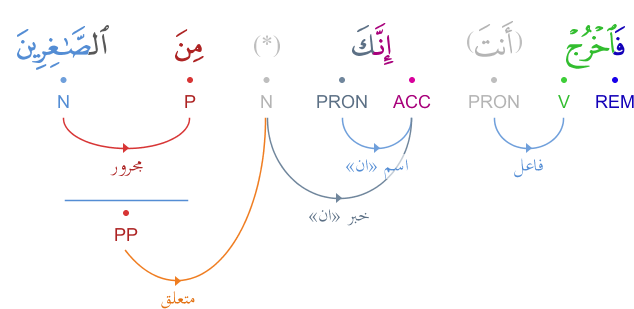 فَٱخْرُجْ (أَنتَ) إِنَّكَ (*) مِنَ ٱلصَّـٰغِرِينَ
N P N PRON ACC PRON V REM
مجرور اسم «ان» فاعل
خبر «ان»
PP
متعلق